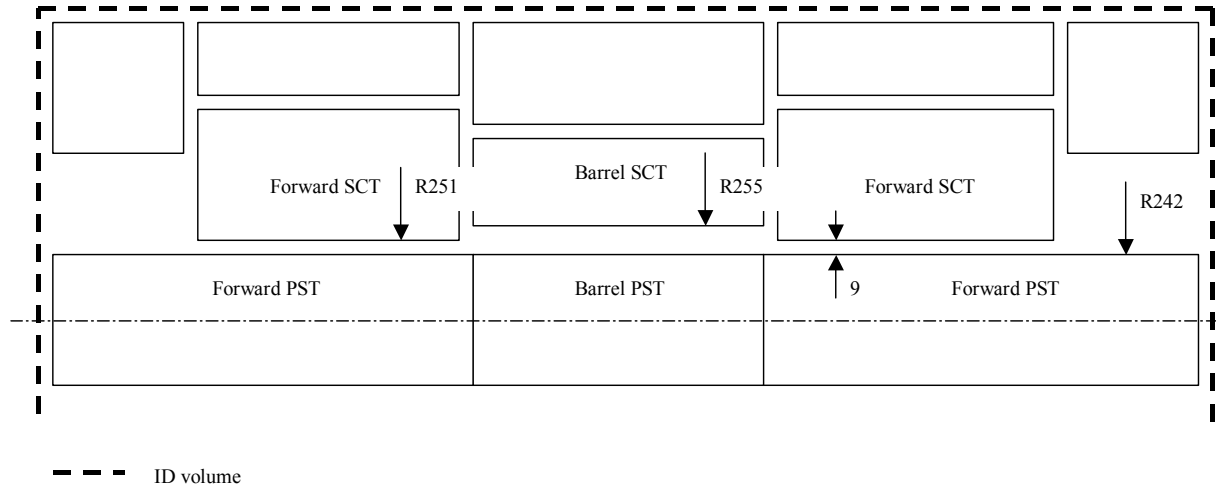 Barrel SCT
Forward SCT
R251
R255
Forward SCT
R242
Forward PST
Barrel PST
9
Forward PST
ID volume